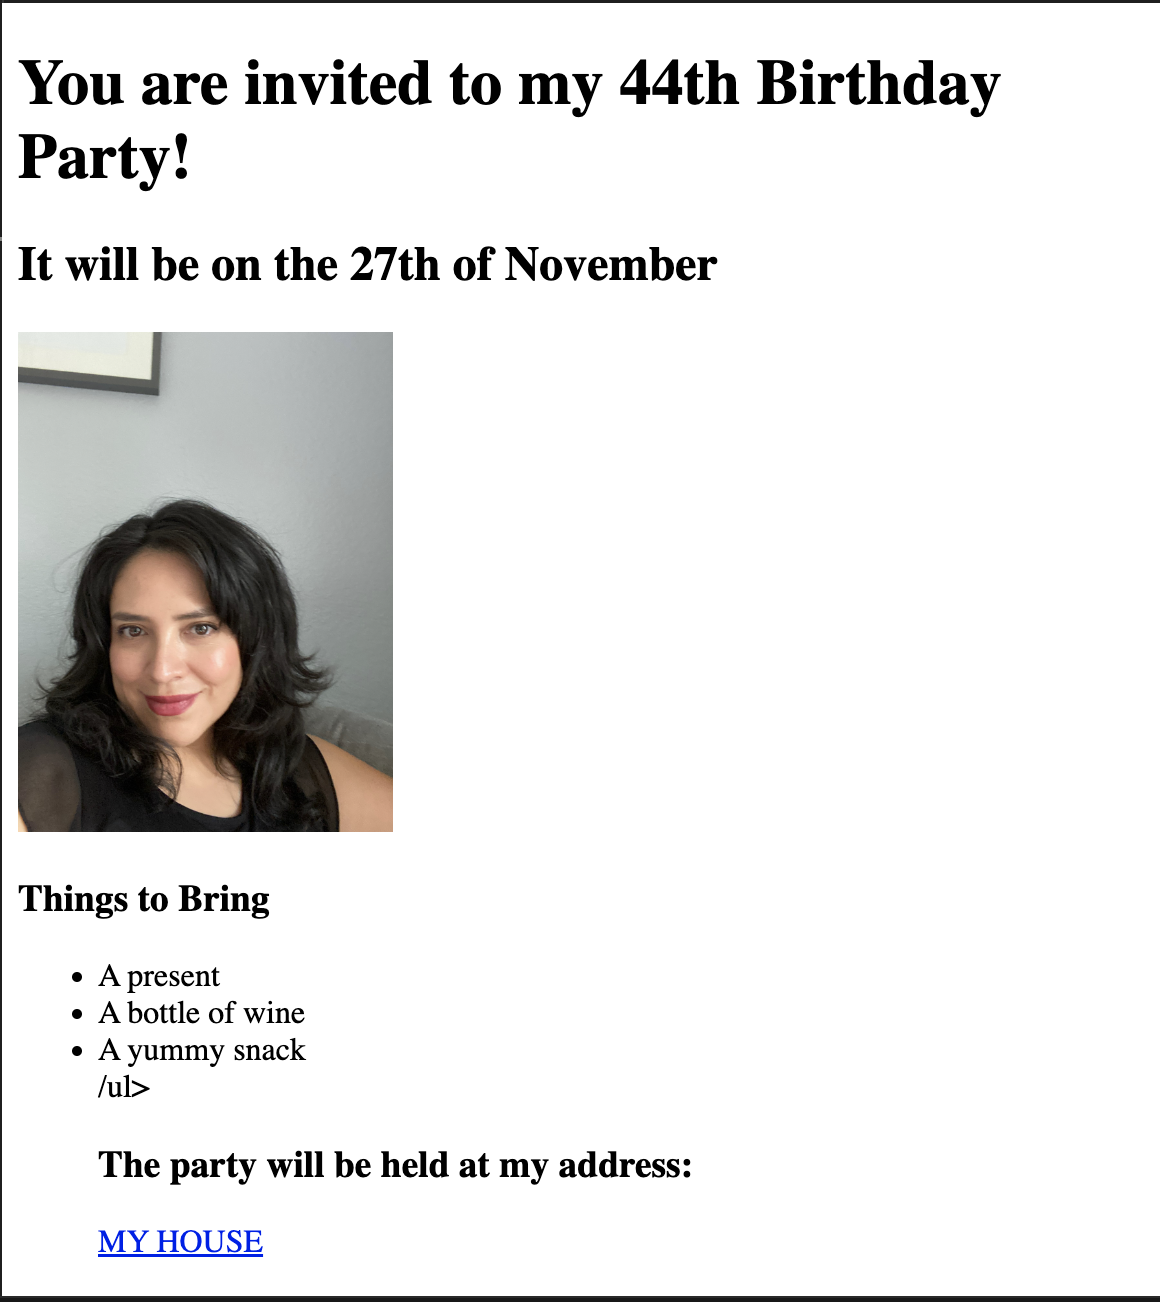 You are invited to my 44th Birthday
Party!
It will be on the 27th of November
Things to Bring
A present
A bottle of wine
A yummy snack
/ul>
The party will be held at my address:
MY HOUSE